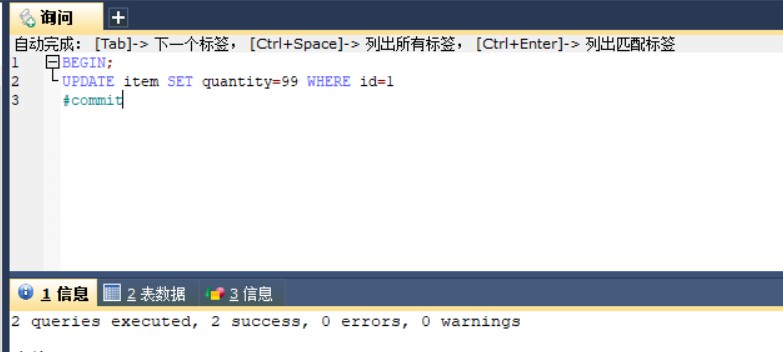 询问
自动完成: [Tab]-> 下一个标签, [Ctrl+Space]-> 列出所有标签, [Ctrl+Enter]-> 列出匹配标签
1 BEGIN;
2 UPDATE item SET quantity=99 WHERE id=1
3 #commit
1 信息 2 表数据 3 信息
2 queries executed, 2 success, 0 errors, 0 warnings